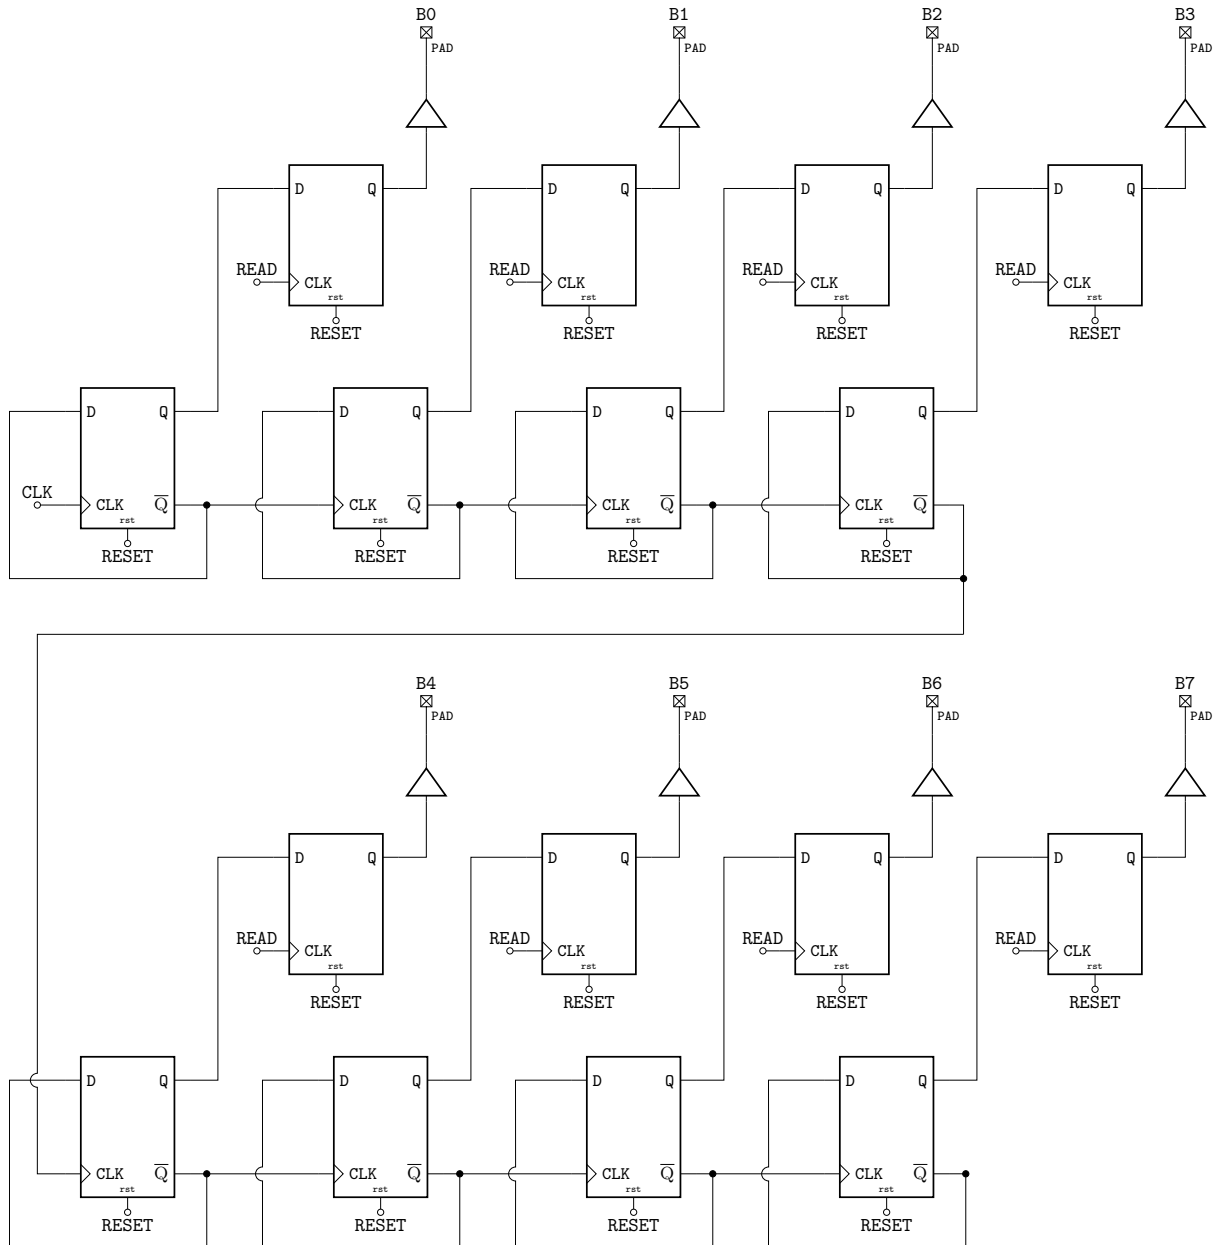 B0 B1 B2 B3
PAD PAD PAD PAD
D Q D Q D Q D Q
READ CLK READ CLK READ CLK READ CLK
rst rst rst rst
RESET RESET RESET RESET
D Q D Q D Q D Q
CLK CLK Q̅ CLK Q̅ CLK Q̅ CLK Q̅
rst rst rst rst
RESET RESET RESET RESET
B4 B5 B6 B7
PAD PAD PAD PAD
D Q D Q D Q D Q
READ CLK READ CLK READ CLK READ CLK
rst rst rst rst
RESET RESET RESET RESET
D Q D Q D Q D Q
CLK Q̅ CLK Q̅ CLK Q̅ CLK Q̅
rst rst rst rst
RESET RESET RESET RESET